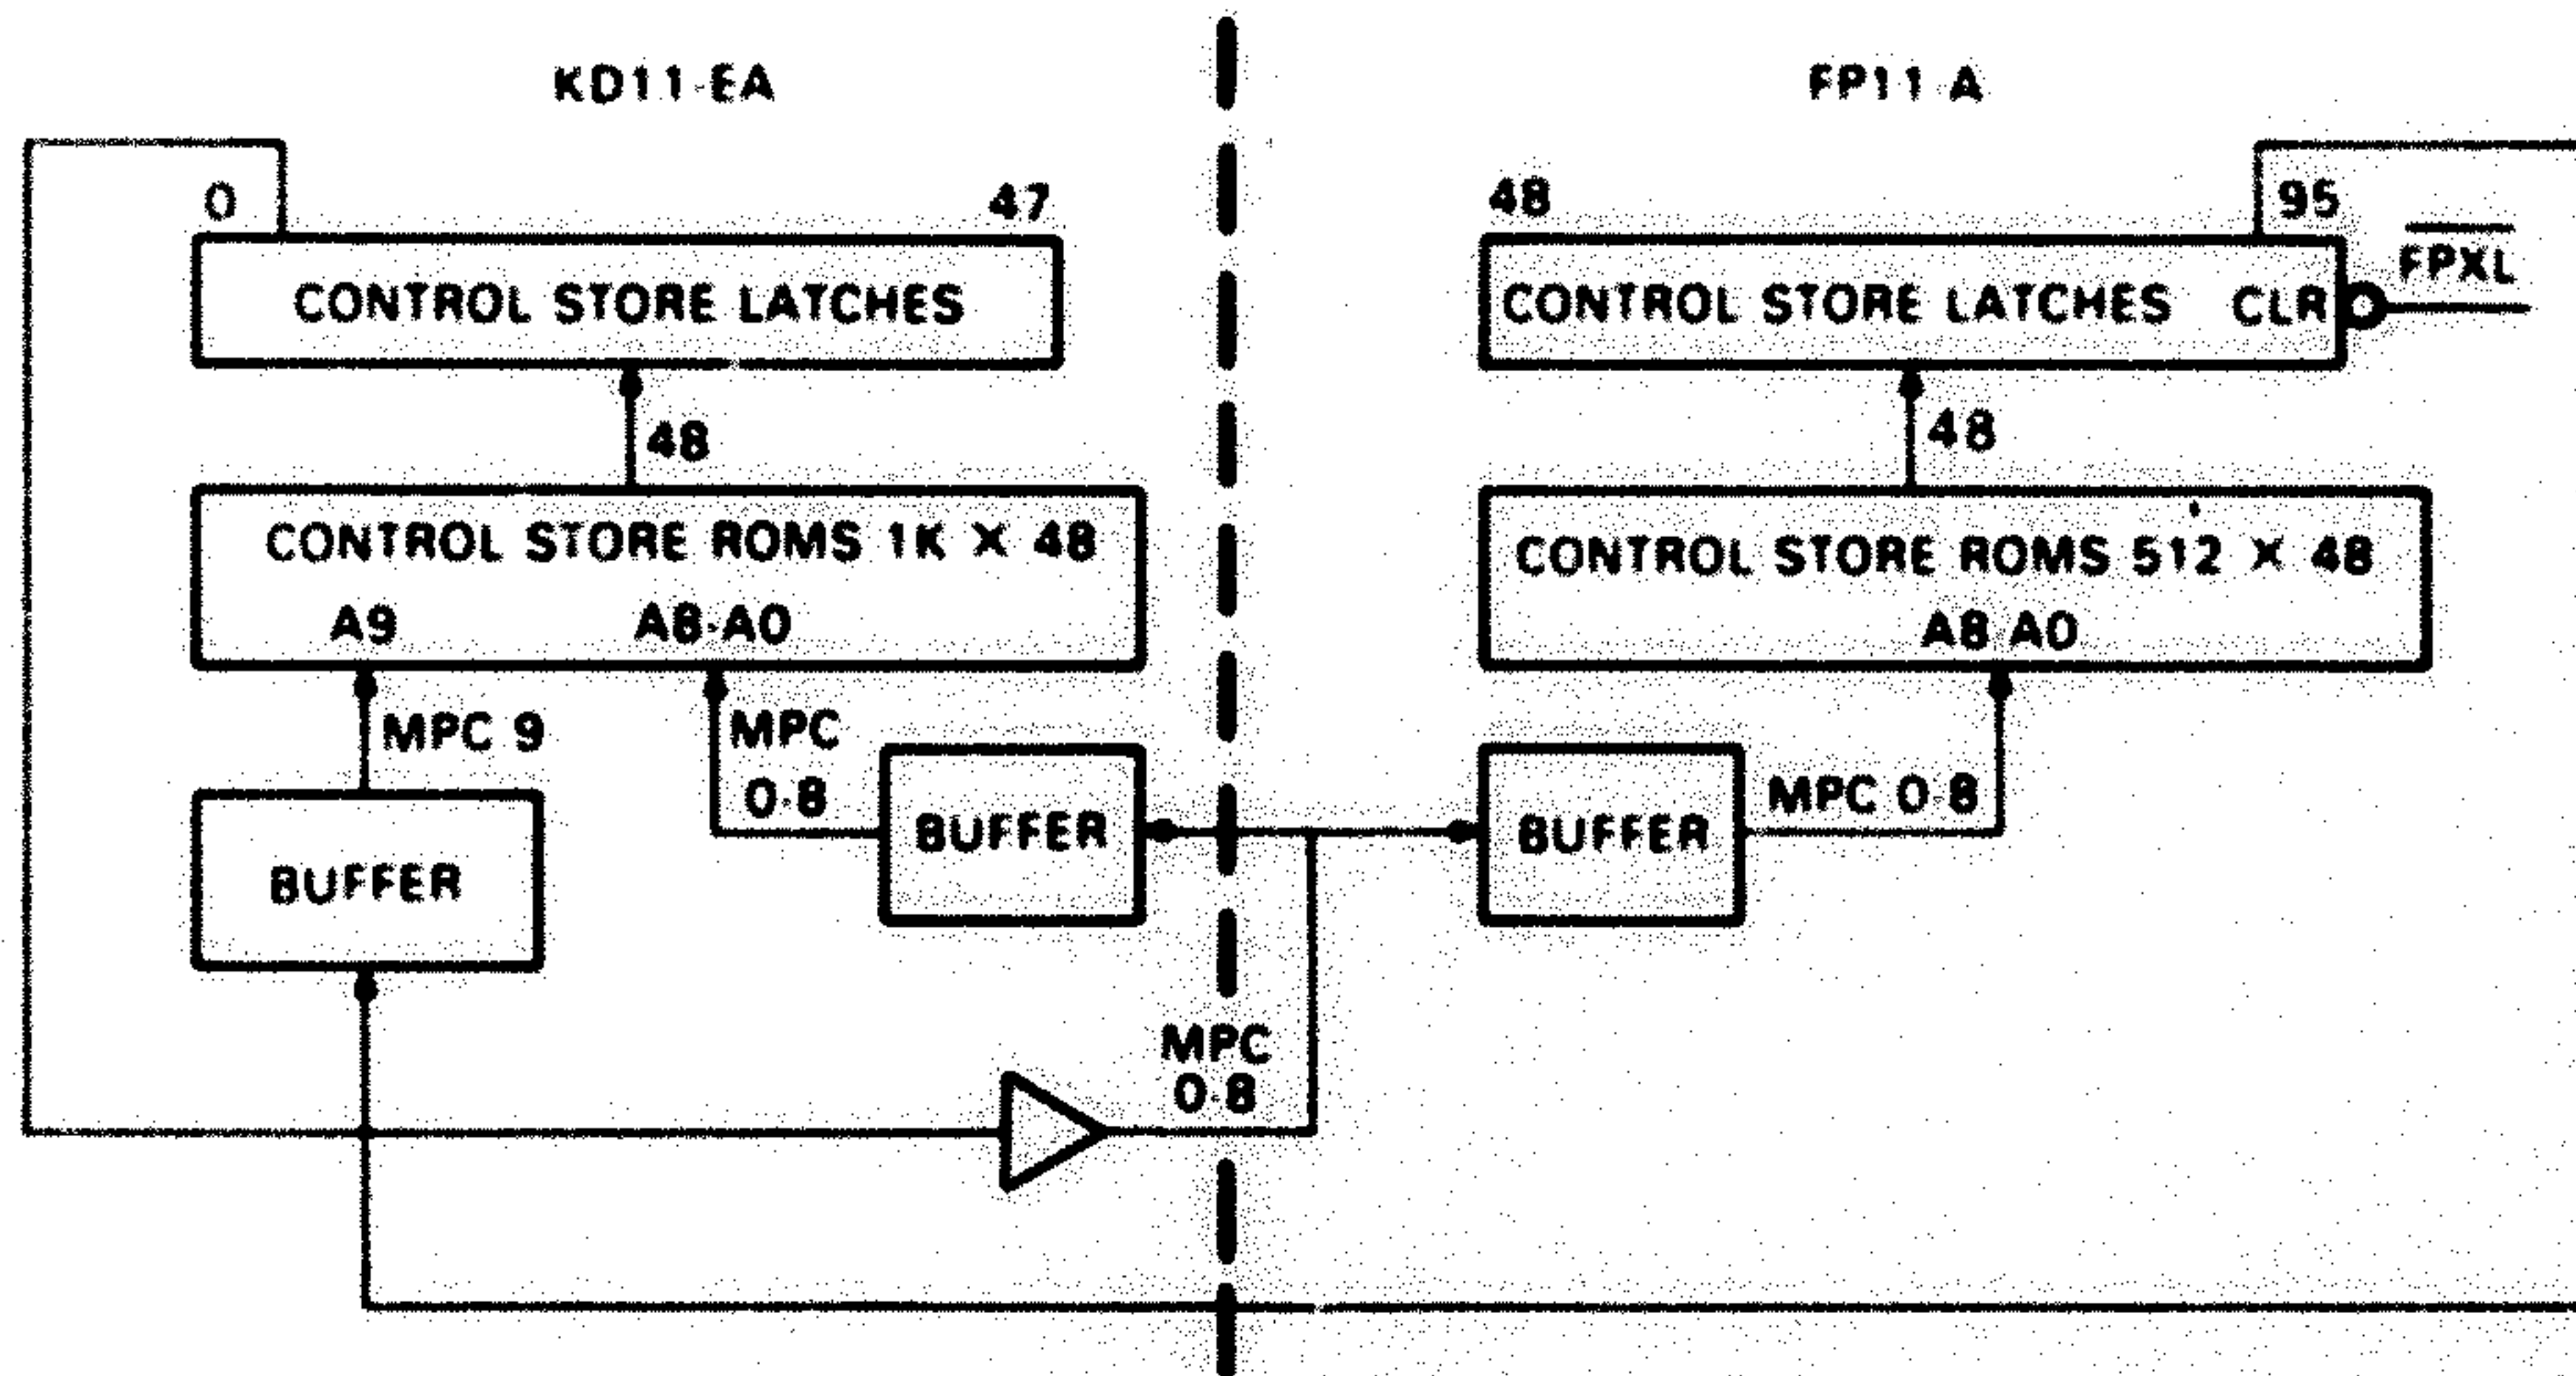 KD11-EA
FP11-A
0
47
48
95
FPXL
CONTROL STORE LATCHES
CONTROL STORE LATCHES CLR
48
48
CONTROL STORE ROMS 1K X 48
A9 A8-A0
CONTROL STORE ROMS 512 X 48
A8 A0
MPC 9
MPC
0-8
BUFFER
BUFFER
BUFFER
MPC 0-8
MPC
0-8